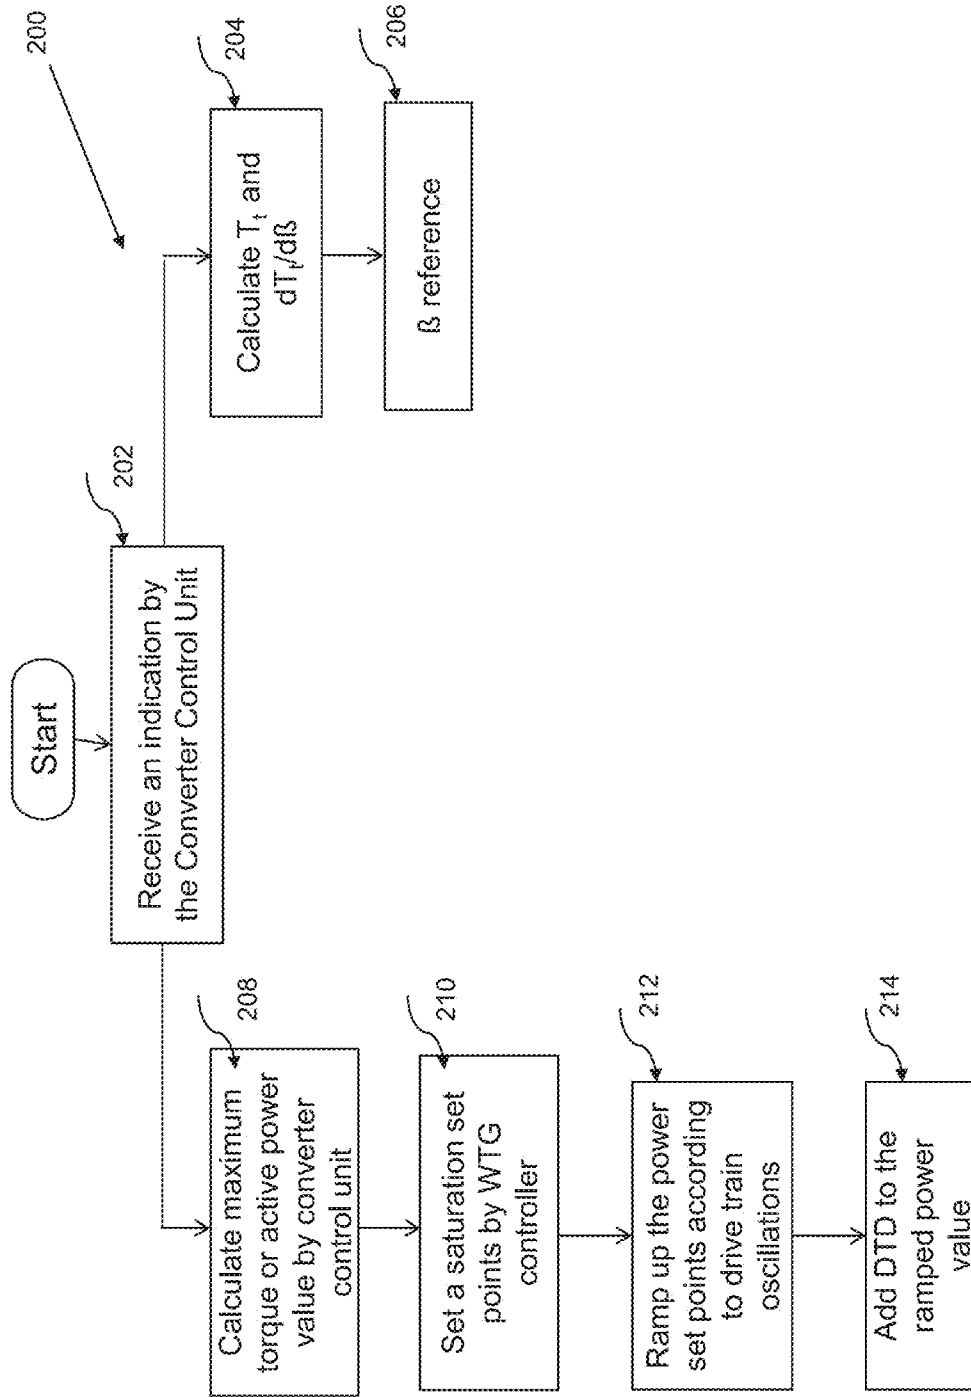 200
Start
202
Receive an indication by
the Converter Control Unit
204
Calculate Tt and
dTt/dß
206
ß reference
208
Calculate maximum
torque or active power
value by converter
control unit
210
Set a saturation set
points by WTG
controller
212
Ramp up the power
set points according
to drive train
oscillations
214
Add DTD to the
ramped power
value